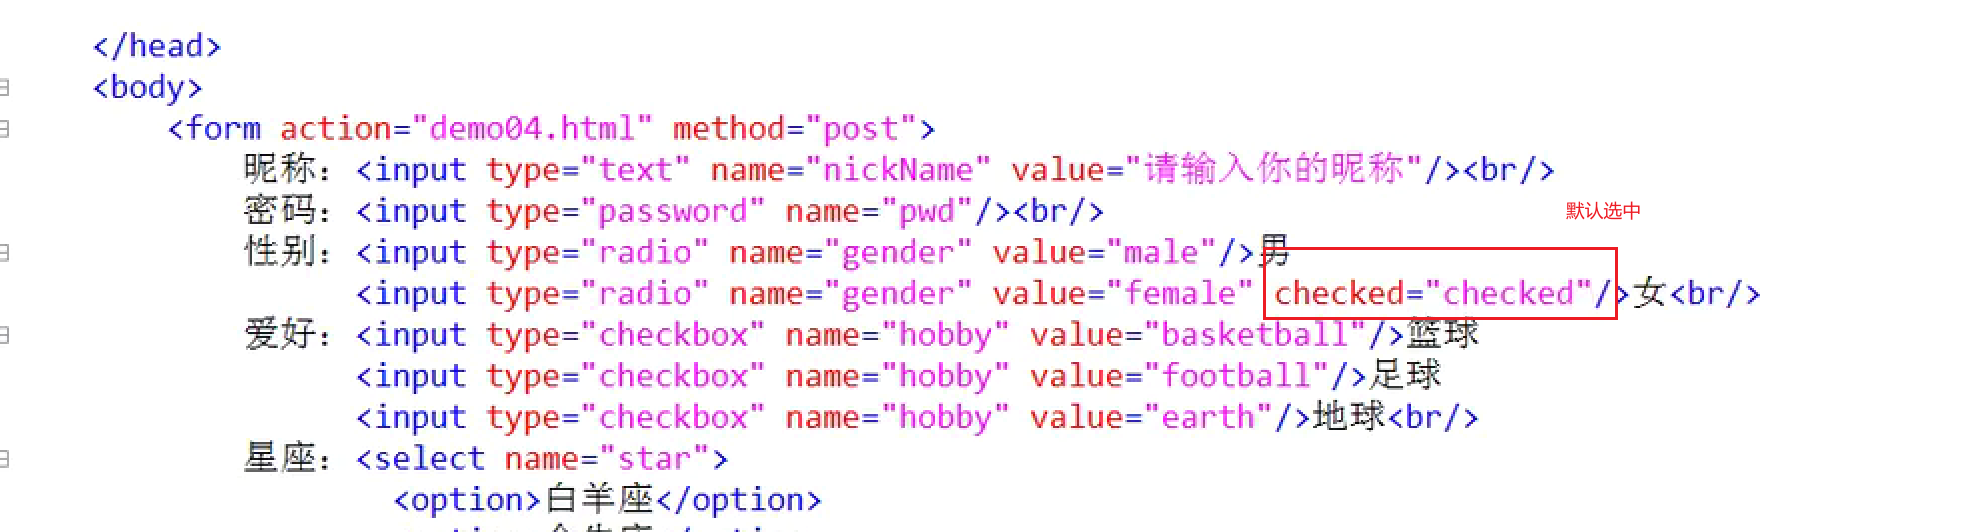 </head>
<body>
<form action="demo04.html" method="post">
昵称：<input type="text" name="nickName" value="请输入你的昵称"/><br/>
密码：<input type="password" name="pwd"/><br/>
默认选中
性别：<input type="radio" name="gender" value="male"/>男
<input type="radio" name="gender" value="female" checked="checked"/>女<br/>
爱好：<input type="checkbox" name="hobby" value="basketball"/>篮球
<input type="checkbox" name="hobby" value="football"/>足球
<input type="checkbox" name="hobby" value="earth"/>地球<br/>
星座：<select name="star">
<option>白羊座</option>